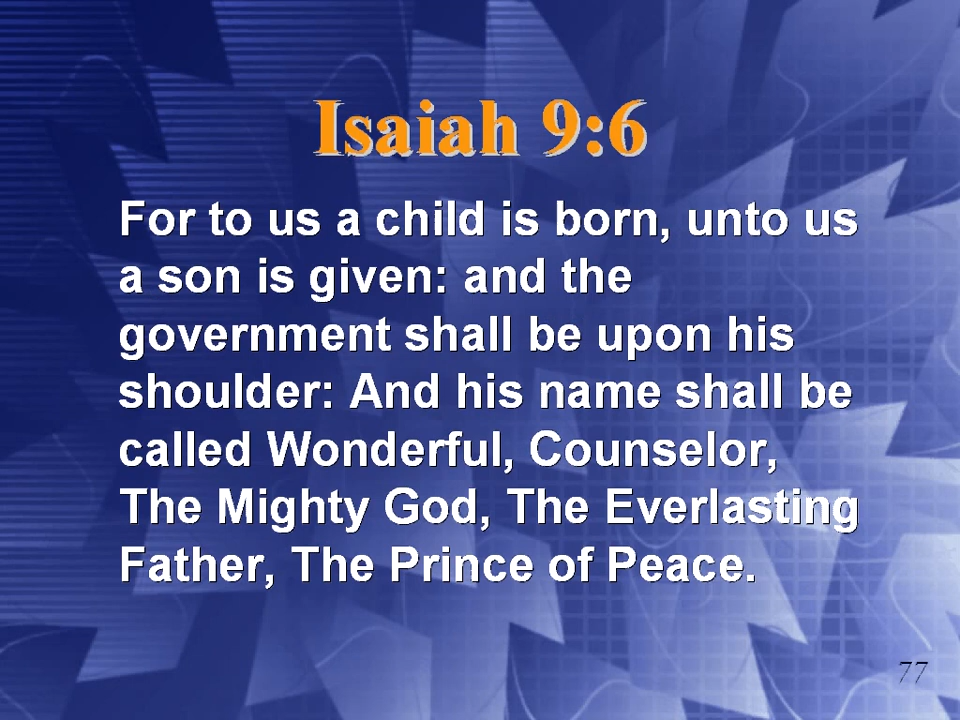 Isaiah 9:6
For to us a child is born, unto us
a son is given: and the
government shall be upon his
shoulder: And his name shall be
called Wonderful, Counselor,
The Mighty God, The Everlasting
Father, The Prince of Peace.
77